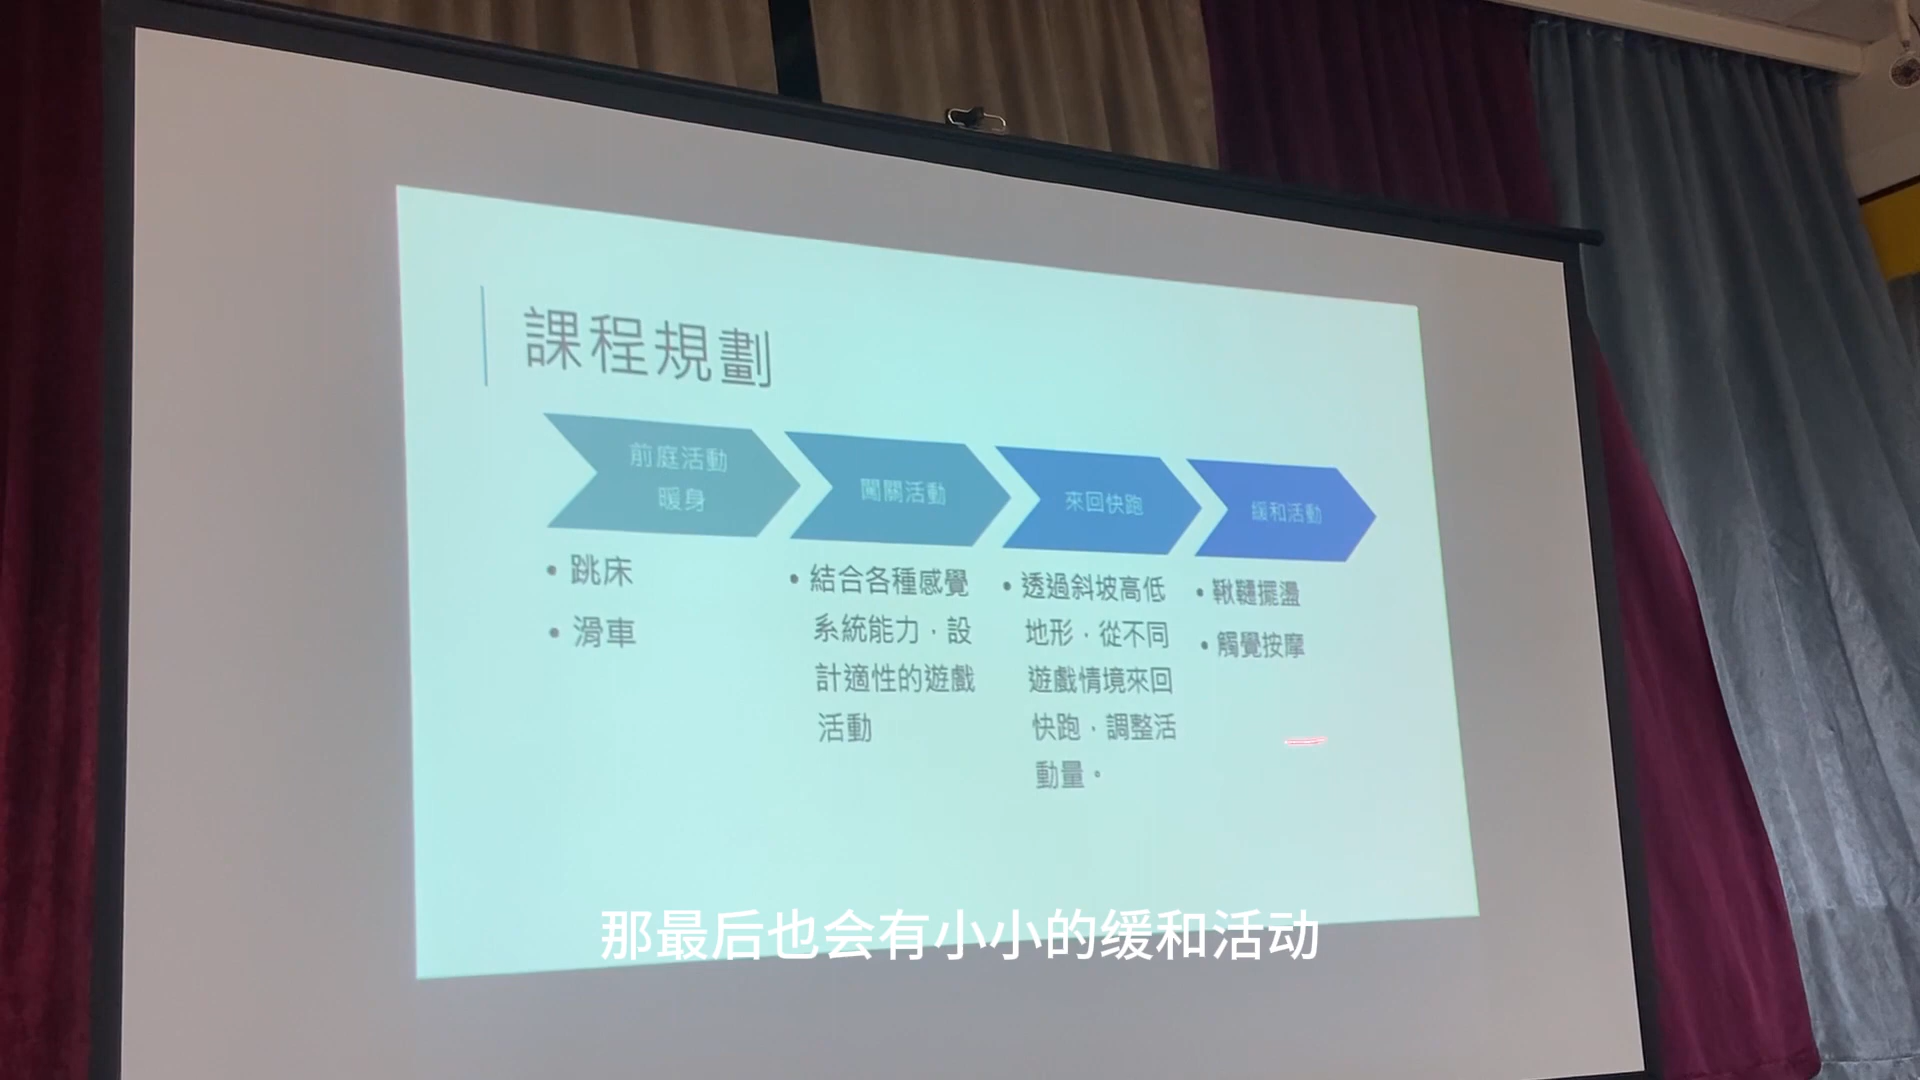 課程規劃
前庭活動
暖身
闖關活動
來回快跑
緩和活動
• 跳床
• 滑車
• 結合各種感覺
系統能力，設
計適性的遊戲
活動
• 透過斜坡高低
地形，從不同
遊戲情境來回
快跑，調整活
動量。
• 鞦韆擺盪
• 觸覺按摩
那最后也会有小小的缓和活动